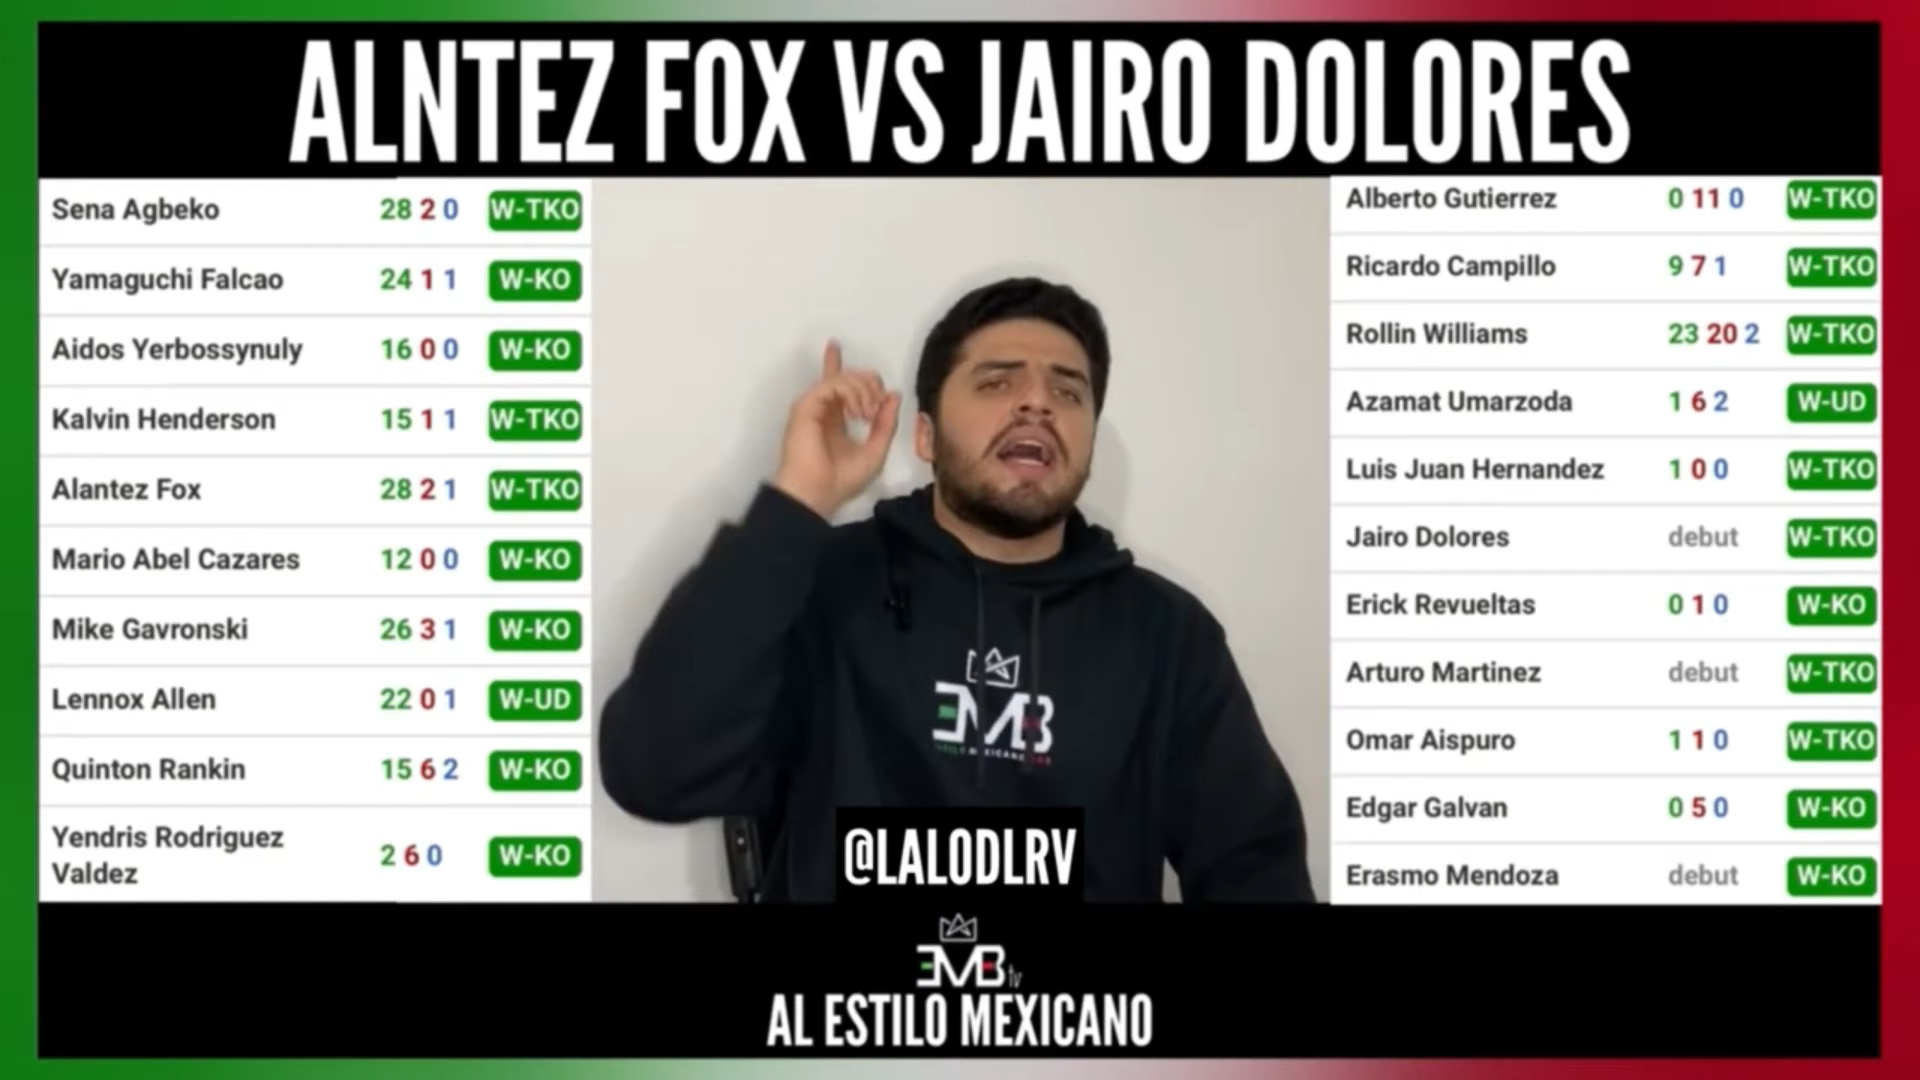 ALNTEZ FOX VS JAIRO DOLORES
Sena Agbeko 28 2 0 W-TKO
Yamaguchi Falcao 24 1 1 W-KO
Aidos Yerbossynuly 16 0 0 W-KO
Kalvin Henderson 15 1 1 W-TKO
Alantez Fox 28 2 1 W-TKO
Mario Abel Cazares 12 0 0 W-KO
Mike Gavronski 26 3 1 W-KO
Lennox Allen 22 0 1 W-UD
Quinton Rankin 15 6 2 W-KO
Yendris Rodriguez
Valdez 2 6 0 W-KO
EMB
@LALODLRV
Alberto Gutierrez 0 11 0 W-TKO
Ricardo Campillo 9 7 1 W-TKO
Rollin Williams 23 20 2 W-TKO
Azamat Umarzoda 1 6 2 W-UD
Luis Juan Hernandez 1 0 0 W-TKO
Jairo Dolores debut W-TKO
Erick Revueltas 0 1 0 W-KO
Arturo Martinez debut W-TKO
Omar Aispuro 1 1 0 W-TKO
Edgar Galvan 0 5 0 W-KO
Erasmo Mendoza debut W-KO
EMB tv
AL ESTILO MEXICANO